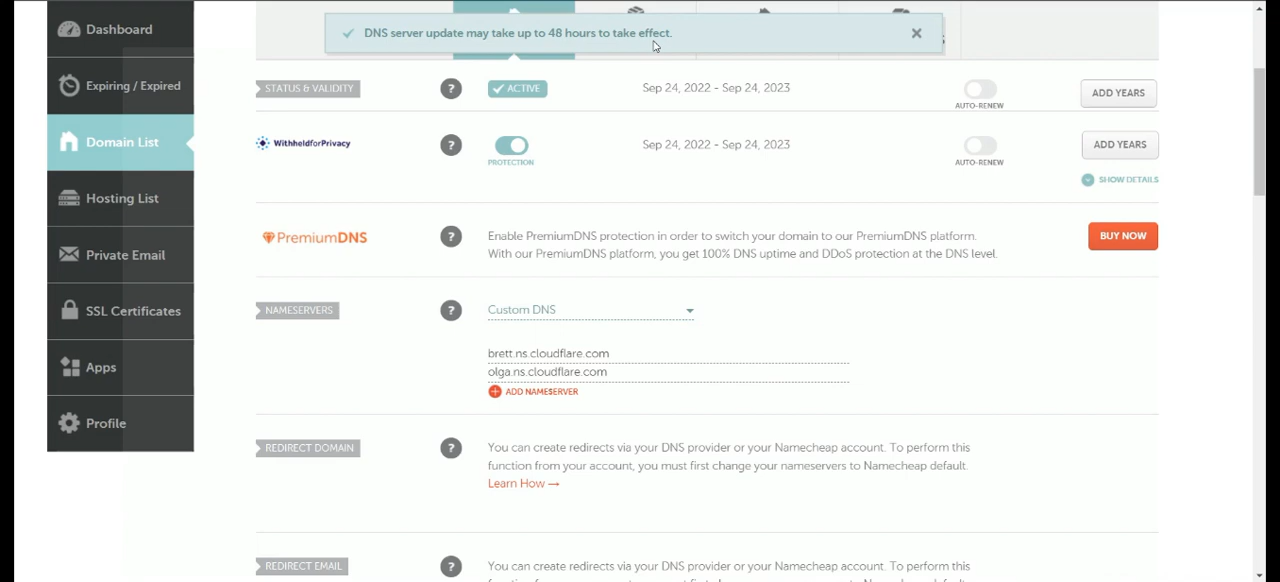 Dashboard
DNS server update may take up to 48 hours to take effect.
Expiring / Expired
STATUS & VALIDITY
?
ACTIVE
Sep 24, 2022 - Sep 24, 2023
AUTO-RENEW
ADD YEARS
Domain List
WithheldforPrivacy
?
PROTECTION
Sep 24, 2022 - Sep 24, 2023
AUTO-RENEW
ADD YEARS
SHOW DETAILS
Hosting List
PremiumDNS
?
Enable PremiumDNS protection in order to switch your domain to our PremiumDNS platform.
With our PremiumDNS platform, you get 100% DNS uptime and DDoS protection at the DNS level.
BUY NOW
Private Email
SSL Certificates
NAMESERVERS
?
Custom DNS
brett.ns.cloudflare.com
olga.ns.cloudflare.com
ADD NAMESERVER
Apps
Profile
REDIRECT DOMAIN
?
You can create redirects via your DNS provider or your Namecheap account. To perform this
function from your account, you must first change your nameservers to Namecheap default.
Learn How →
REDIRECT EMAIL
?
You can create redirects via your DNS provider or your Namecheap account. To perform this